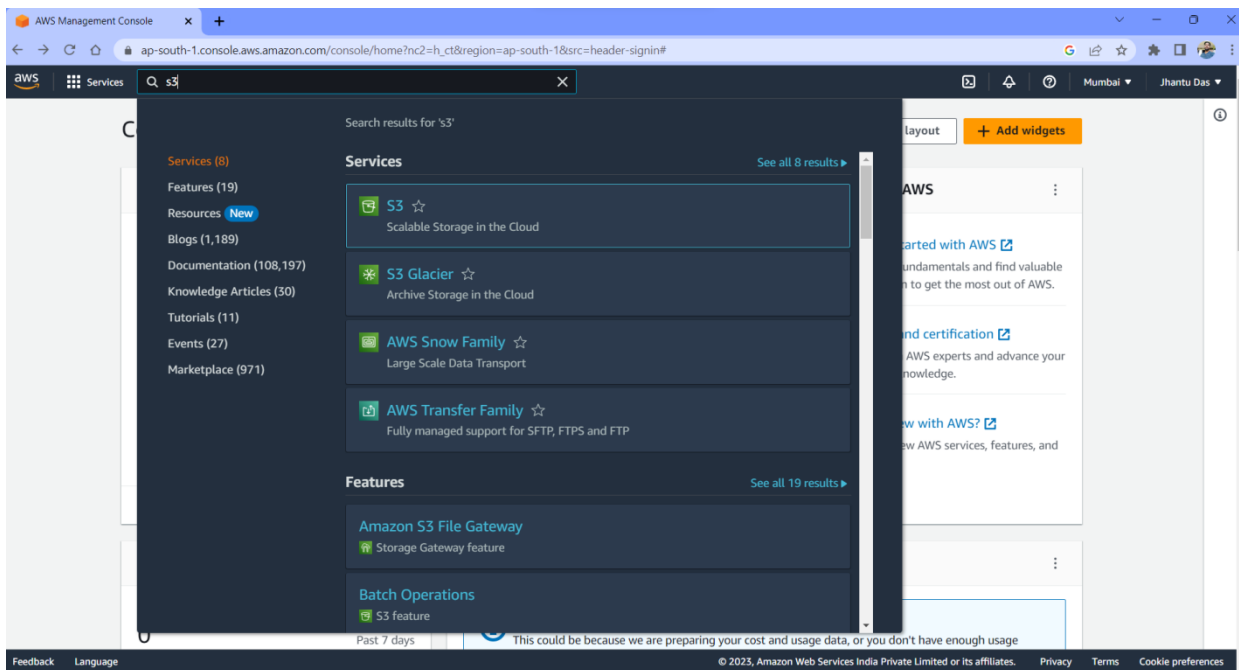 AWS Management Console
ap-south-1.console.aws.amazon.com/console/home?nc2=h_ct&region=ap-south-1&src=header-signin#
aws
Services
s3
Mumbai
Jhantu Das
C
layout
+ Add widgets
Search results for 's3'
Services (8)
Features (19)
Resources New
Blogs (1,189)
Documentation (108,197)
Knowledge Articles (30)
Tutorials (11)
Events (27)
Marketplace (971)
Services
See all 8 results
S3
Scalable Storage in the Cloud
S3 Glacier
Archive Storage in the Cloud
AWS Snow Family
Large Scale Data Transport
AWS Transfer Family
Fully managed support for SFTP, FTPS and FTP
Features
See all 19 results
Amazon S3 File Gateway
Storage Gateway feature
Batch Operations
S3 feature
AWS
arted with AWS
undamentals and find valuable
n to get the most out of AWS.
nd certification
AWS experts and advance your
nowledge.
w with AWS?
ew AWS services, features, and
0
Past 7 days
This could be because we are preparing your cost and usage data, or you don't have enough usage
Feedback
Language
© 2023, Amazon Web Services India Private Limited or its affiliates.
Privacy
Terms
Cookie preferences